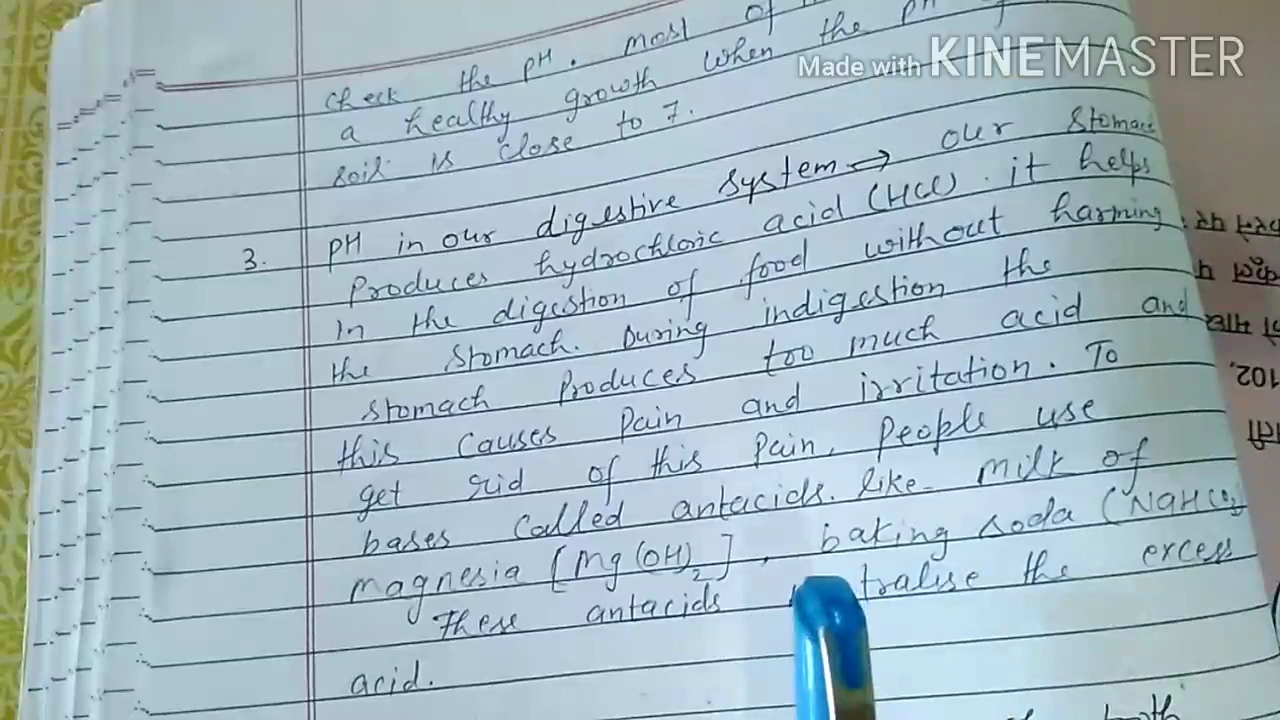 check the pH. most of
a healthy growth when the pH
soil is close to 7.
Made with KINEMASTER
3. pH in our digestive system → our stomach
Produces hydrochloric acid (HCl). it helps
in the digestion of food without harming
the stomach. During indigestion the
stomach Produces too much acid and
this causes Pain and irritation. To
get rid of this Pain, People use
bases called antacids. like - milk of
magnesia [Mg(OH)₂], baking soda (NaHCO₃
These antacids tralise the excess
acid.
102.